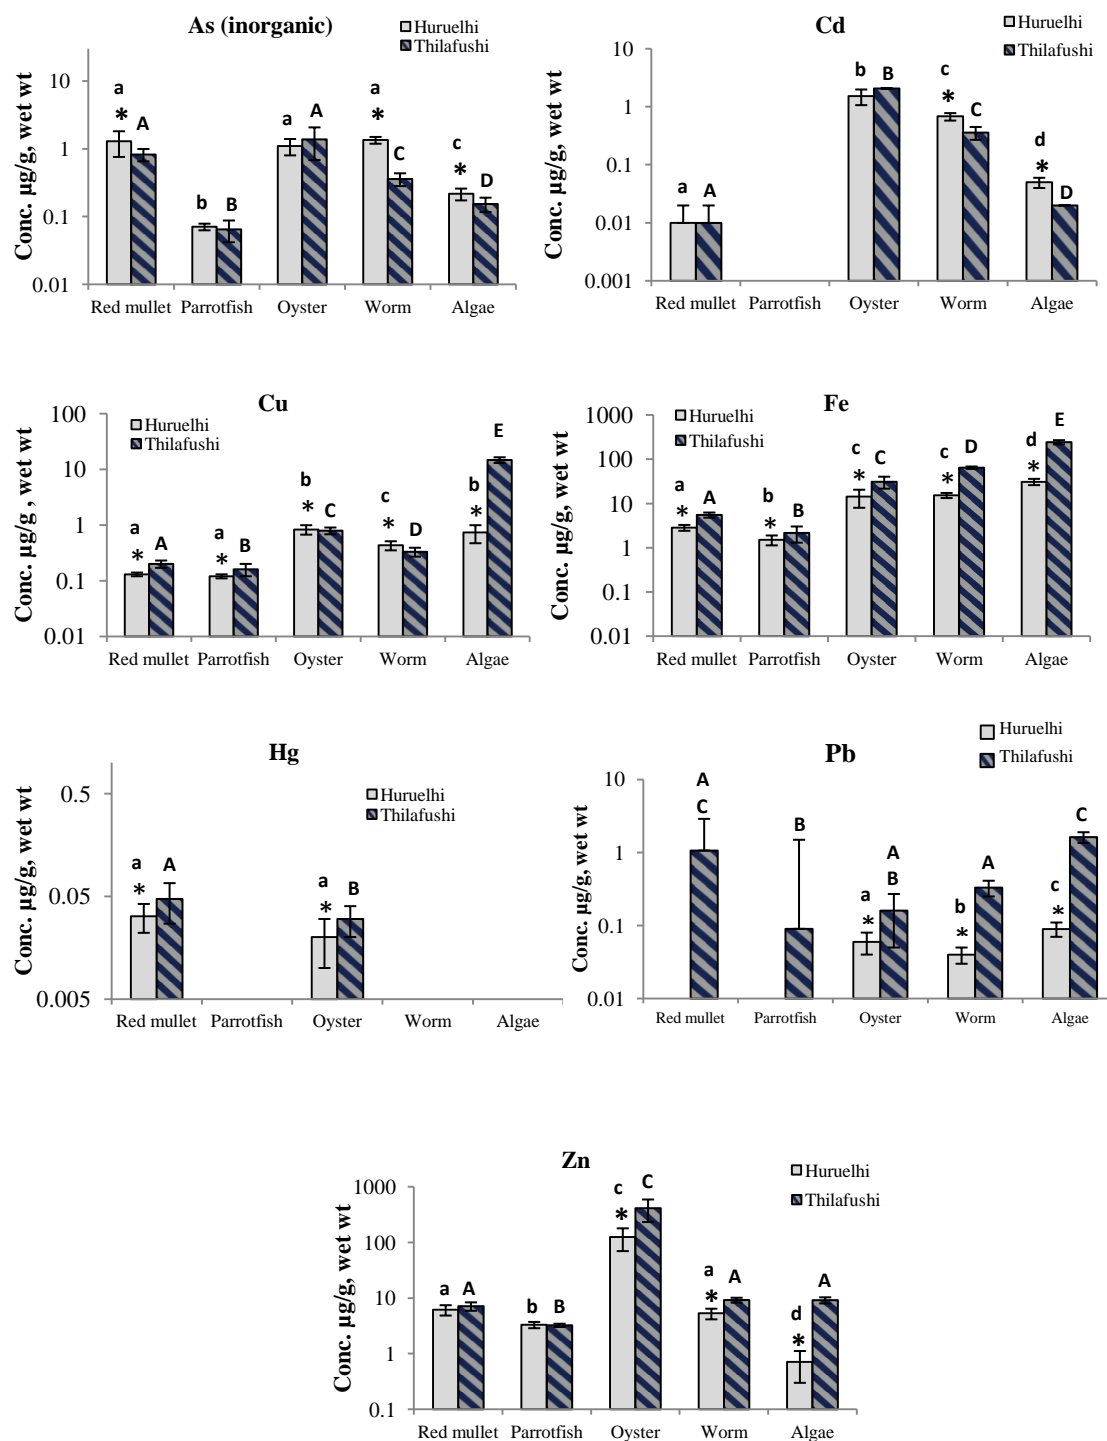 As (inorganic)
Huruelhi
Thilafushi
Conc. µg/g, wet wt
10
1
0.1
0.01
a
*
A
b
B
a
A
a
*
C
c
*
D
Red mullet Parrotfish Oyster Worm Algae
Cd
Huruelhi
Thilafushi
Conc. µg/g, wet wt
10
1
0.1
0.01
0.001
a
A
b
B
c
*
C
d
*
D
Red mullet Parrotfish Oyster Worm Algae
Cu
Huruelhi
Thilafushi
Conc. µg/g , wet wt
100
10
1
0.1
0.01
a
*
A
a
*
B
b
*
C
c
*
D
b
*
E
Red mullet Parrotfish Oyster Worm Algae
Fe
Huruelhi
Thilafushi
Conc. µg/g, wet wt
1000
100
10
1
0.1
0.01
a
*
A
b
*
B
c
*
C
c
*
D
d
*
E
Red mullet Parrotfish Oyster Worm Algae
Hg
Huruelhi
Thilafushi
Conc. µg/g, wet wt
0.5
0.05
0.005
a
*
A
a
*
B
Red mullet Parrotfish Oyster Worm Algae
Pb
Huruelhi
Thilafushi
Conc. µg/g, wet wt
10
1
0.1
0.01
A
C
B
a
*
A
B
b
*
A
c
*
C
Red mullet Parrotfish Oyster Worm Algae
Zn
Huruelhi
Thilafushi
Conc. µg/g, wet wt
1000
100
10
1
0.1
a
A
b
B
c
*
C
a
*
A
d
*
A
Red mullet Parrotfish Oyster Worm Algae